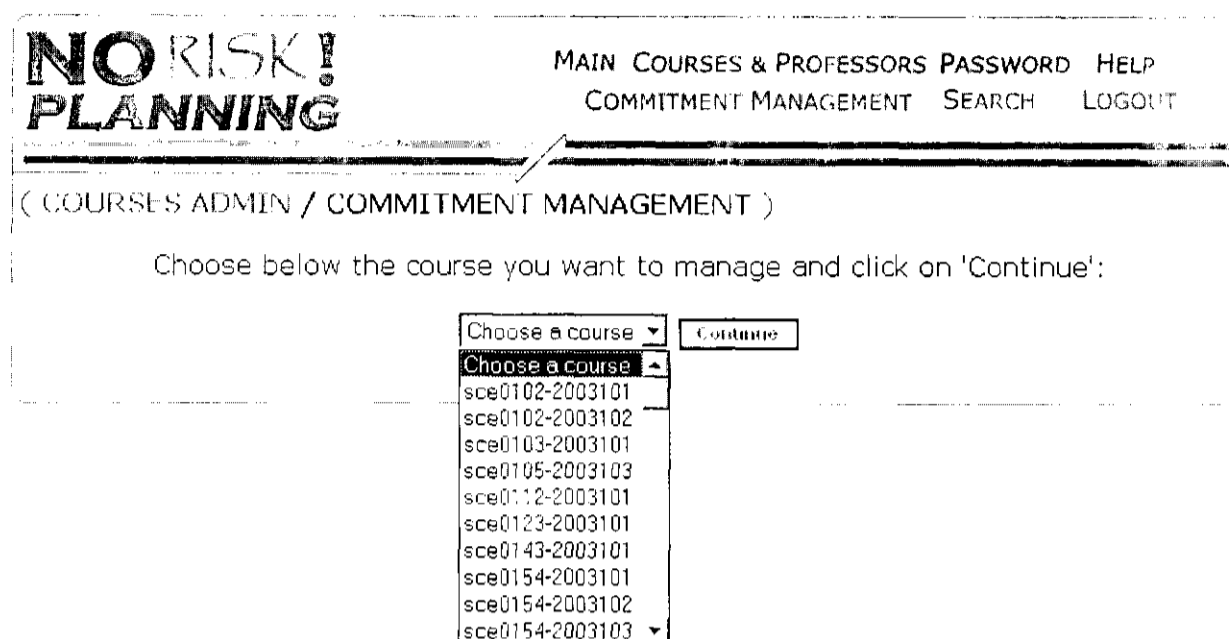 NO RISK!
PLANNING
MAIN COURSES & PROFESSORS PASSWORD HELP
COMMITMENT MANAGEMENT SEARCH LOGOUT
( COURSES ADMIN / COMMITMENT MANAGEMENT )
Choose below the course you want to manage and click on 'Continue':
Choose a course Continue
Choose a course
sce0102-2003101
sce0102-2003102
sce0103-2003101
sce0105-2003103
sce0112-2003101
sce0123-2003101
sce0143-2003101
sce0154-2003101
sce0154-2003102
sce0154-2003103